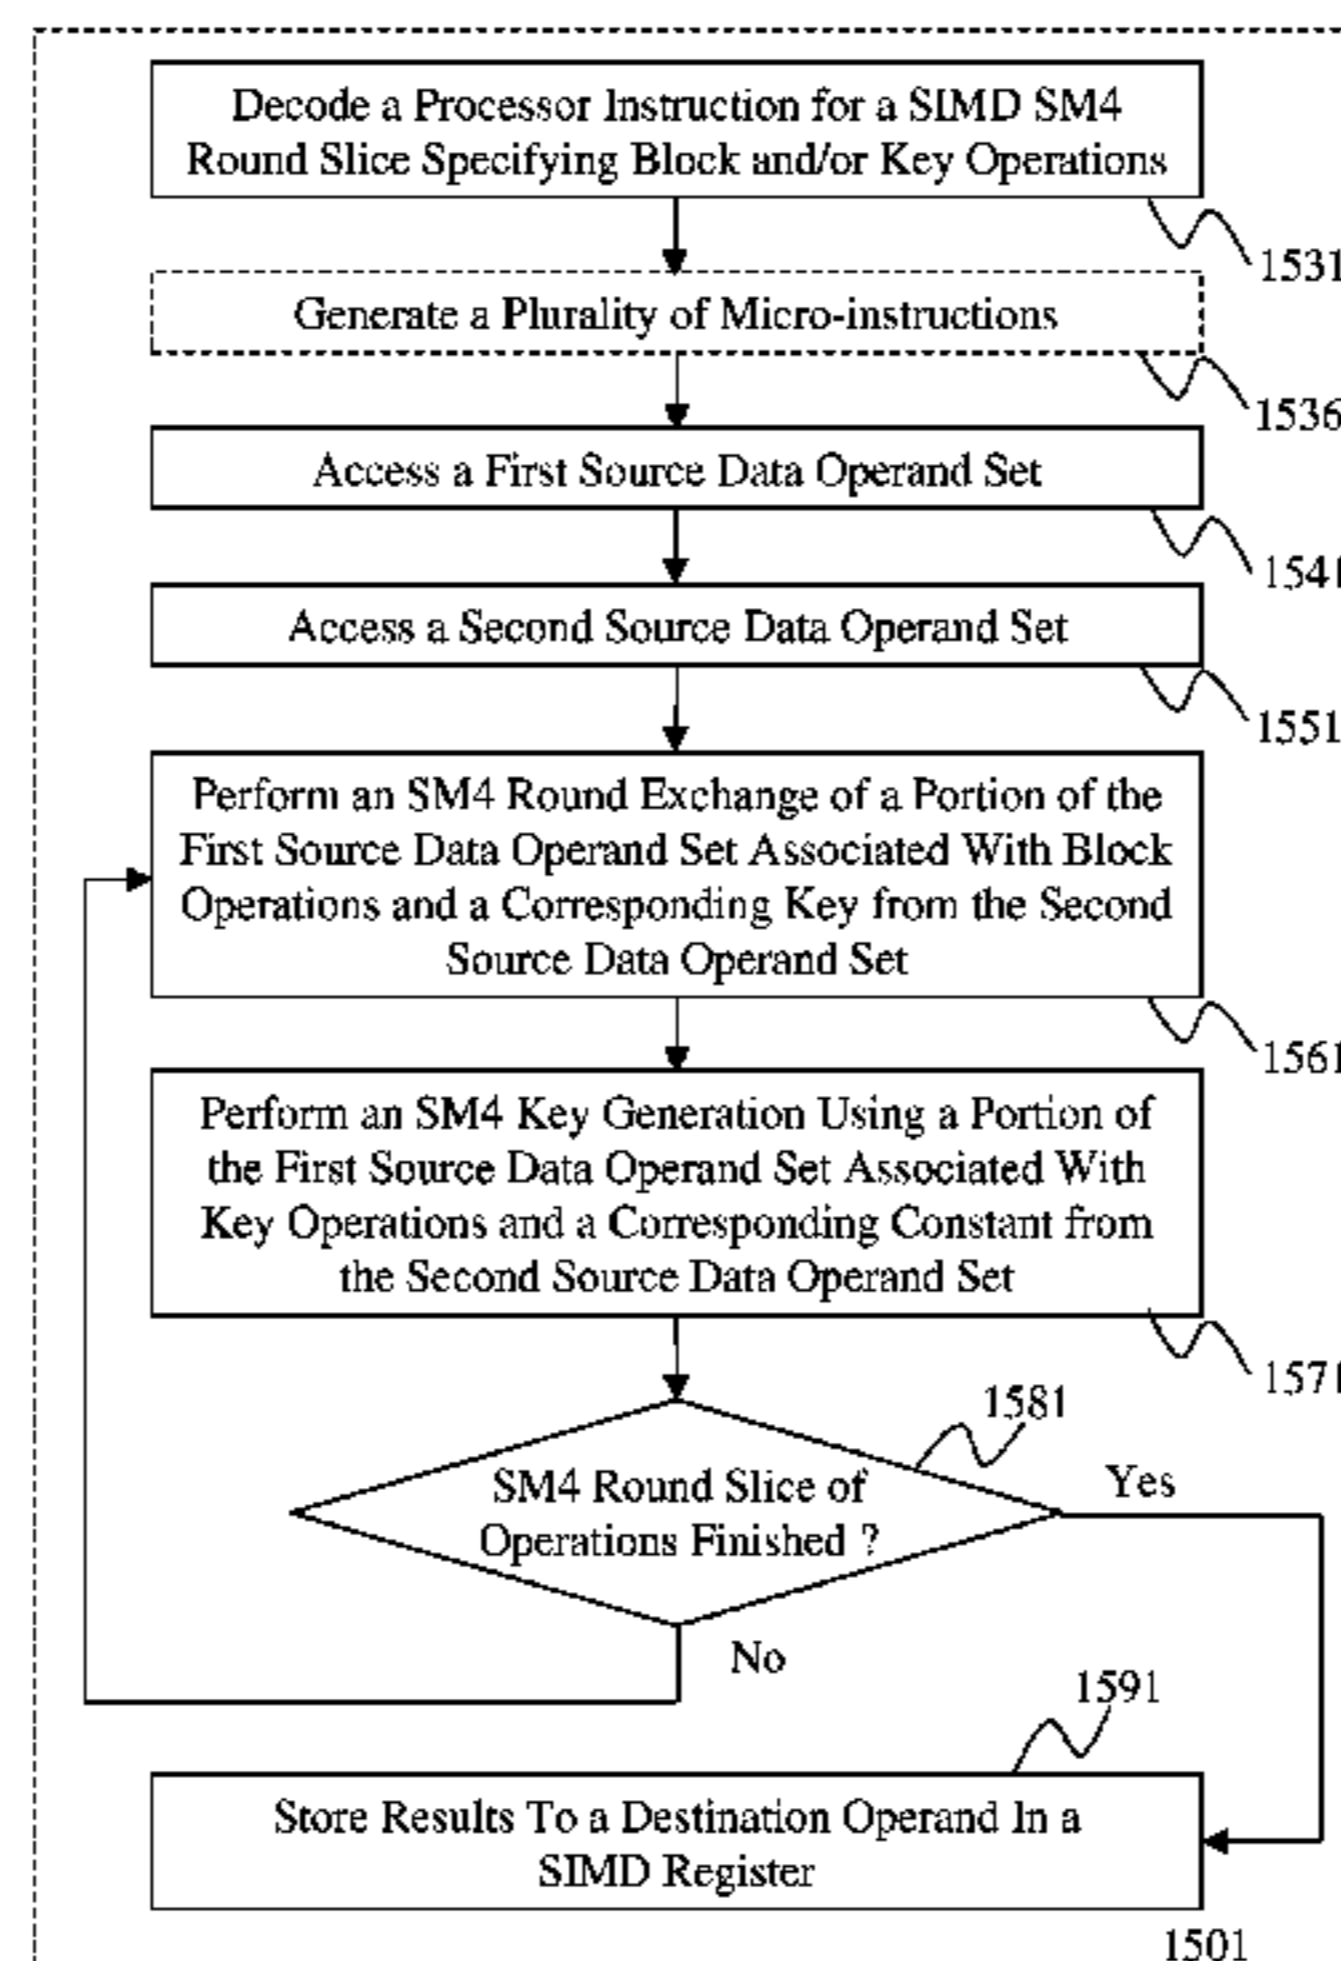 Decode a Processor Instruction for a SIMD SM4
Round Slice Specifying Block and/or Key Operations
1531
Generate a Plurality of Micro-instructions
1536
Access a First Source Data Operand Set
1541
Access a Second Source Data Operand Set
1551
Perform an SM4 Round Exchange of a Portion of the
First Source Data Operand Set Associated With Block
Operations and a Corresponding Key from the Second
Source Data Operand Set
1561
Perform an SM4 Key Generation Using a Portion of
the First Source Data Operand Set Associated With
Key Operations and a Corresponding Constant from
the Second Source Data Operand Set
1571
1581
SM4 Round Slice of
Operations Finished ?
Yes
No
1591
Store Results To a Destination Operand In a
SIMD Register
1501